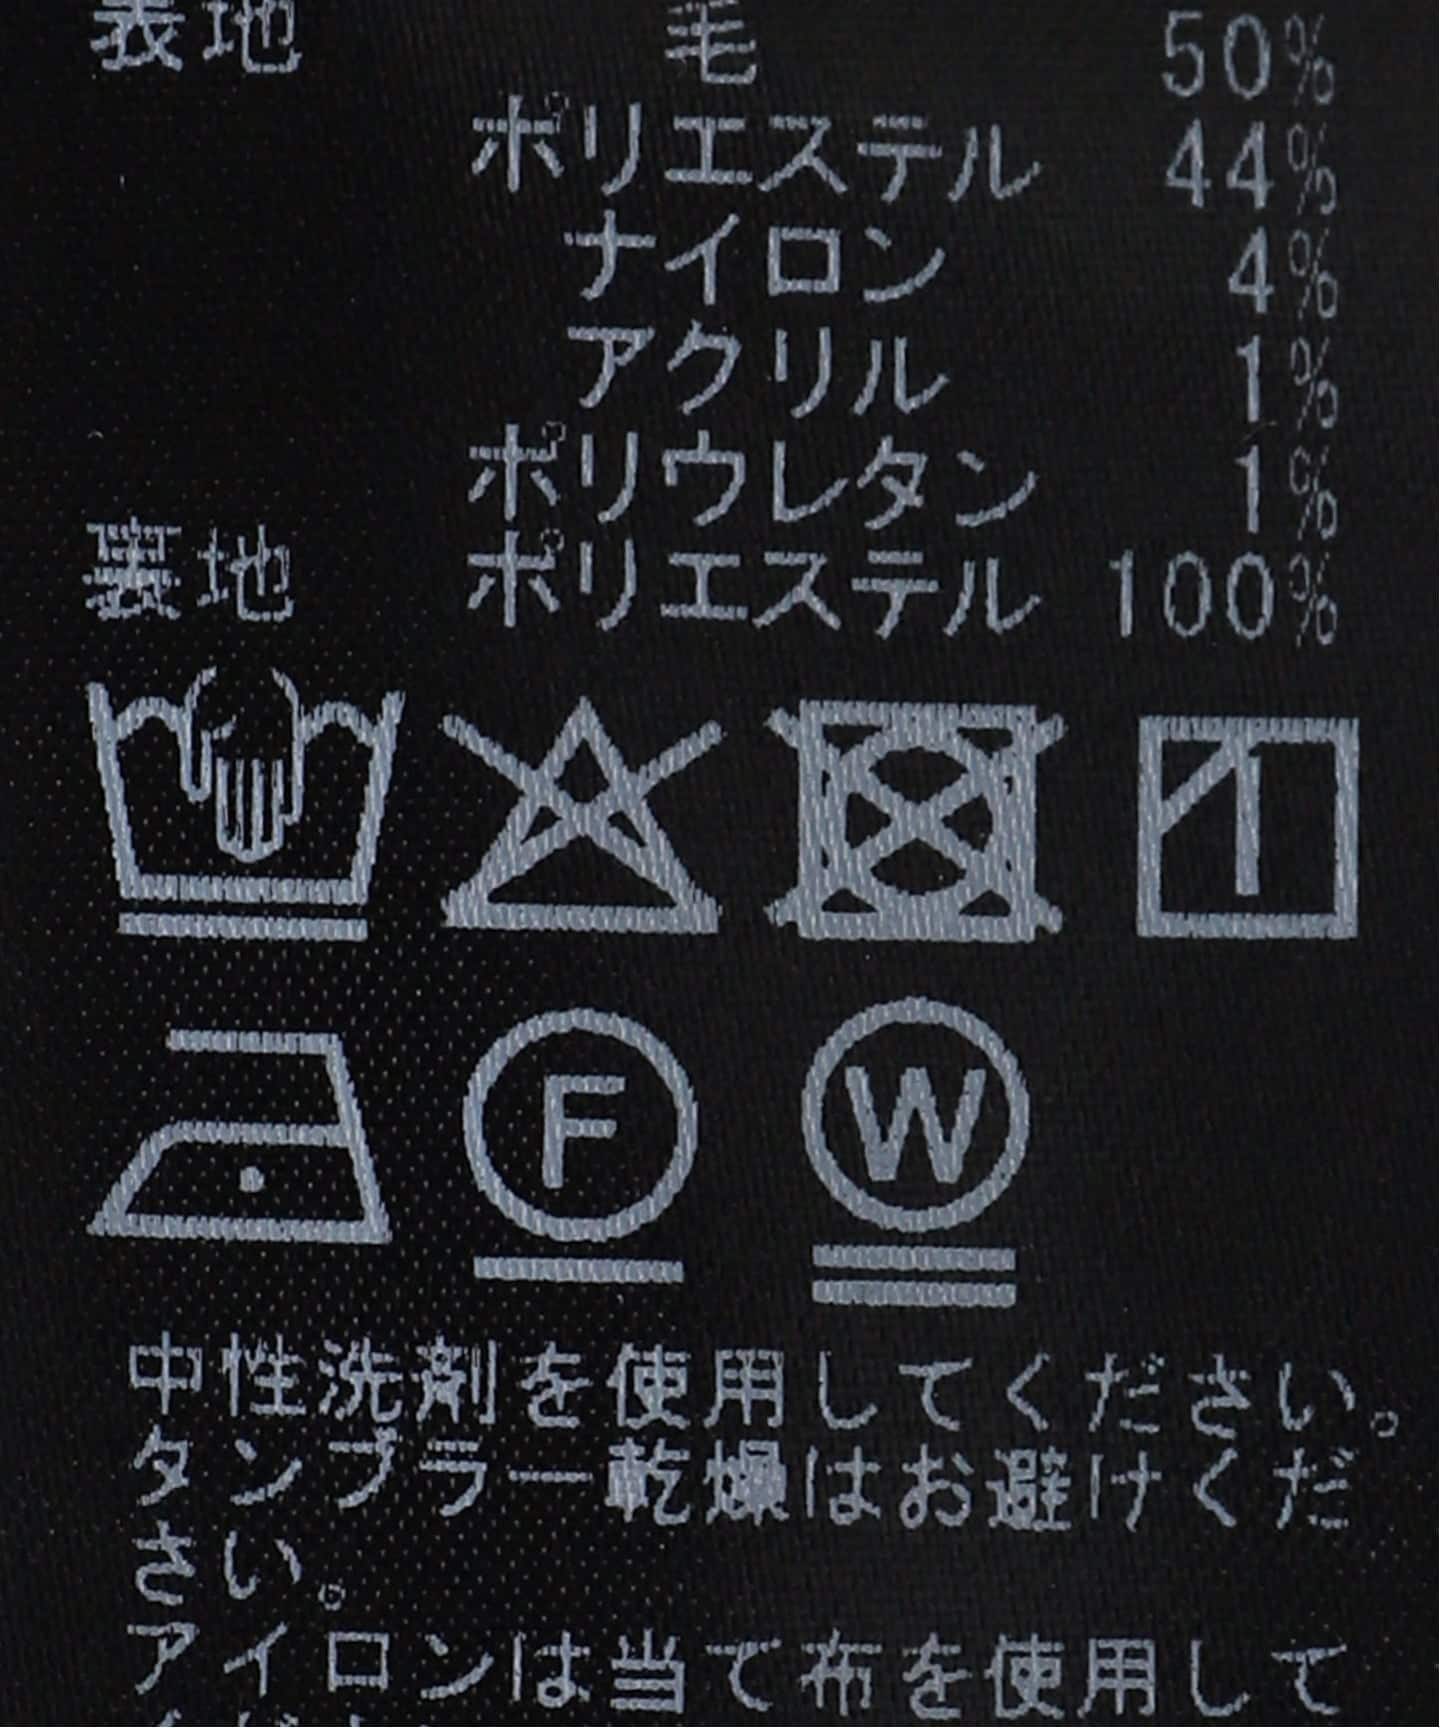 表地 毛 50%
ポリエステル 44%
ナイロン 4%
アクリル 1%
ポリウレタン 1%
裏地 ポリエステル 100%
F W
中性洗剤を使用してください。
タンブラー乾燥はお避けくだ
さい。
アイロンは当て布を使用して